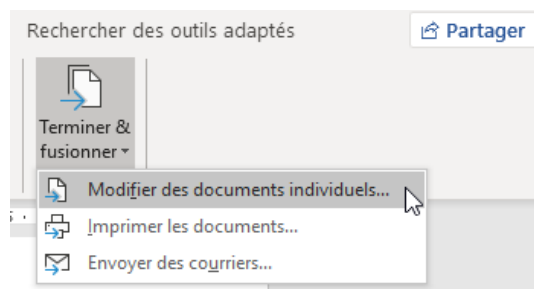 Rechercher des outils adaptés
Partager
Terminer &
fusionner
Modifier des documents individuels...
Imprimer les documents...
Envoyer des courriers...